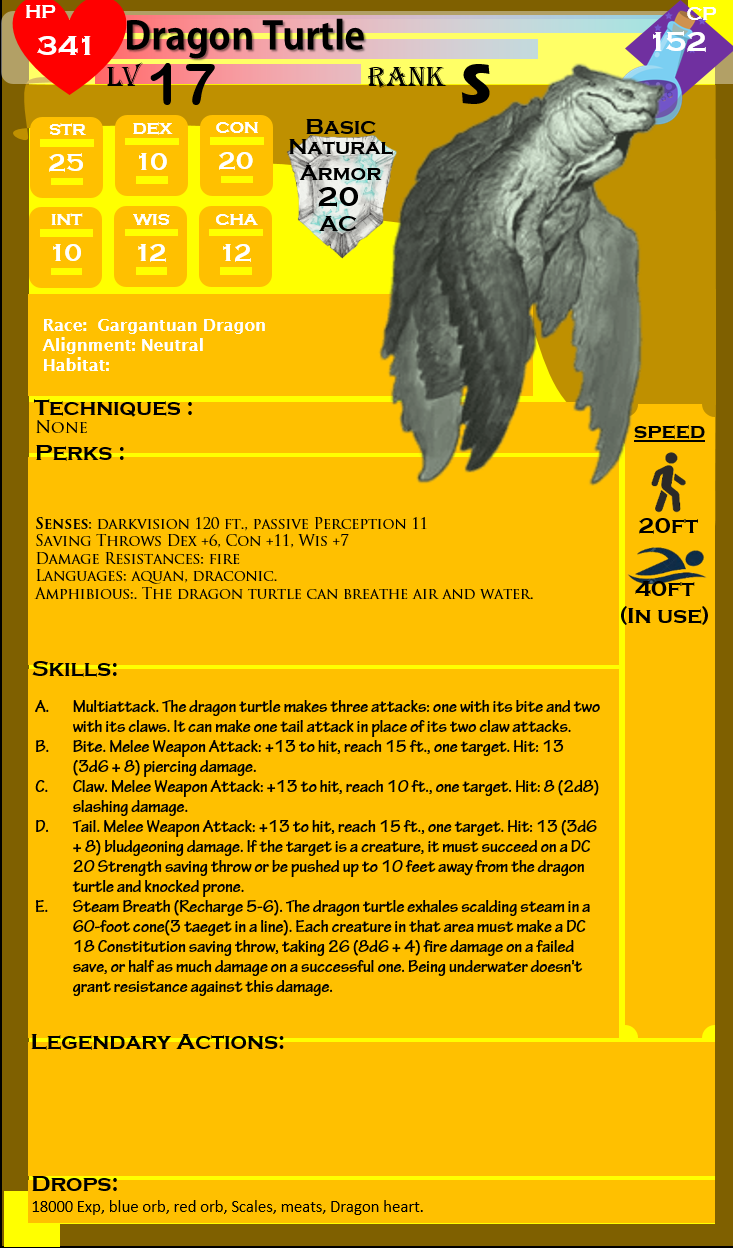 HP
341
Dragon Turtle
CP
152
LV 17
RANK S
STR
25
DEX
10
CON
20
INT
10
WIS
12
CHA
12
Basic
Natural
Armor
20
AC
Race: Gargantuan Dragon
Alignment: Neutral
Habitat:
Techniques :
None
Perks :
Senses: darkvision 120 ft., passive Perception 11
Saving Throws Dex +6, Con +11, Wis +7
Damage Resistances: fire
Languages: aquan, draconic.
Amphibious:. The dragon turtle can breathe air and water.
SPEED
20ft
40ft
(In use)
Skills:
A. Multiattack. The dragon turtle makes three attacks: one with its bite and two
with its claws. It can make one tail attack in place of its two claw attacks.
B. Bite. Melee Weapon Attack: +13 to hit, reach 15 ft., one target. Hit: 13
(3d6 + 8) piercing damage.
C. Claw. Melee Weapon Attack: +13 to hit, reach 10 ft., one target. Hit: 8 (2d8)
slashing damage.
D. Tail. Melee Weapon Attack: +13 to hit, reach 15 ft., one target. Hit: 13 (3d6
+ 8) bludgeoning damage. If the target is a creature, it must succeed on a DC
20 Strength saving throw or be pushed up to 10 feet away from the dragon
turtle and knocked prone.
E. Steam Breath (Recharge 5-6). The dragon turtle exhales scalding steam in a
60-foot cone(3 taeget in a line). Each creature in that area must make a DC
18 Constitution saving throw, taking 26 (8d6 + 4) fire damage on a failed
save, or half as much damage on a successful one. Being underwater doesn't
grant resistance against this damage.
Legendary Actions:
Drops:
18000 Exp, blue orb, red orb, Scales, meats, Dragon heart.